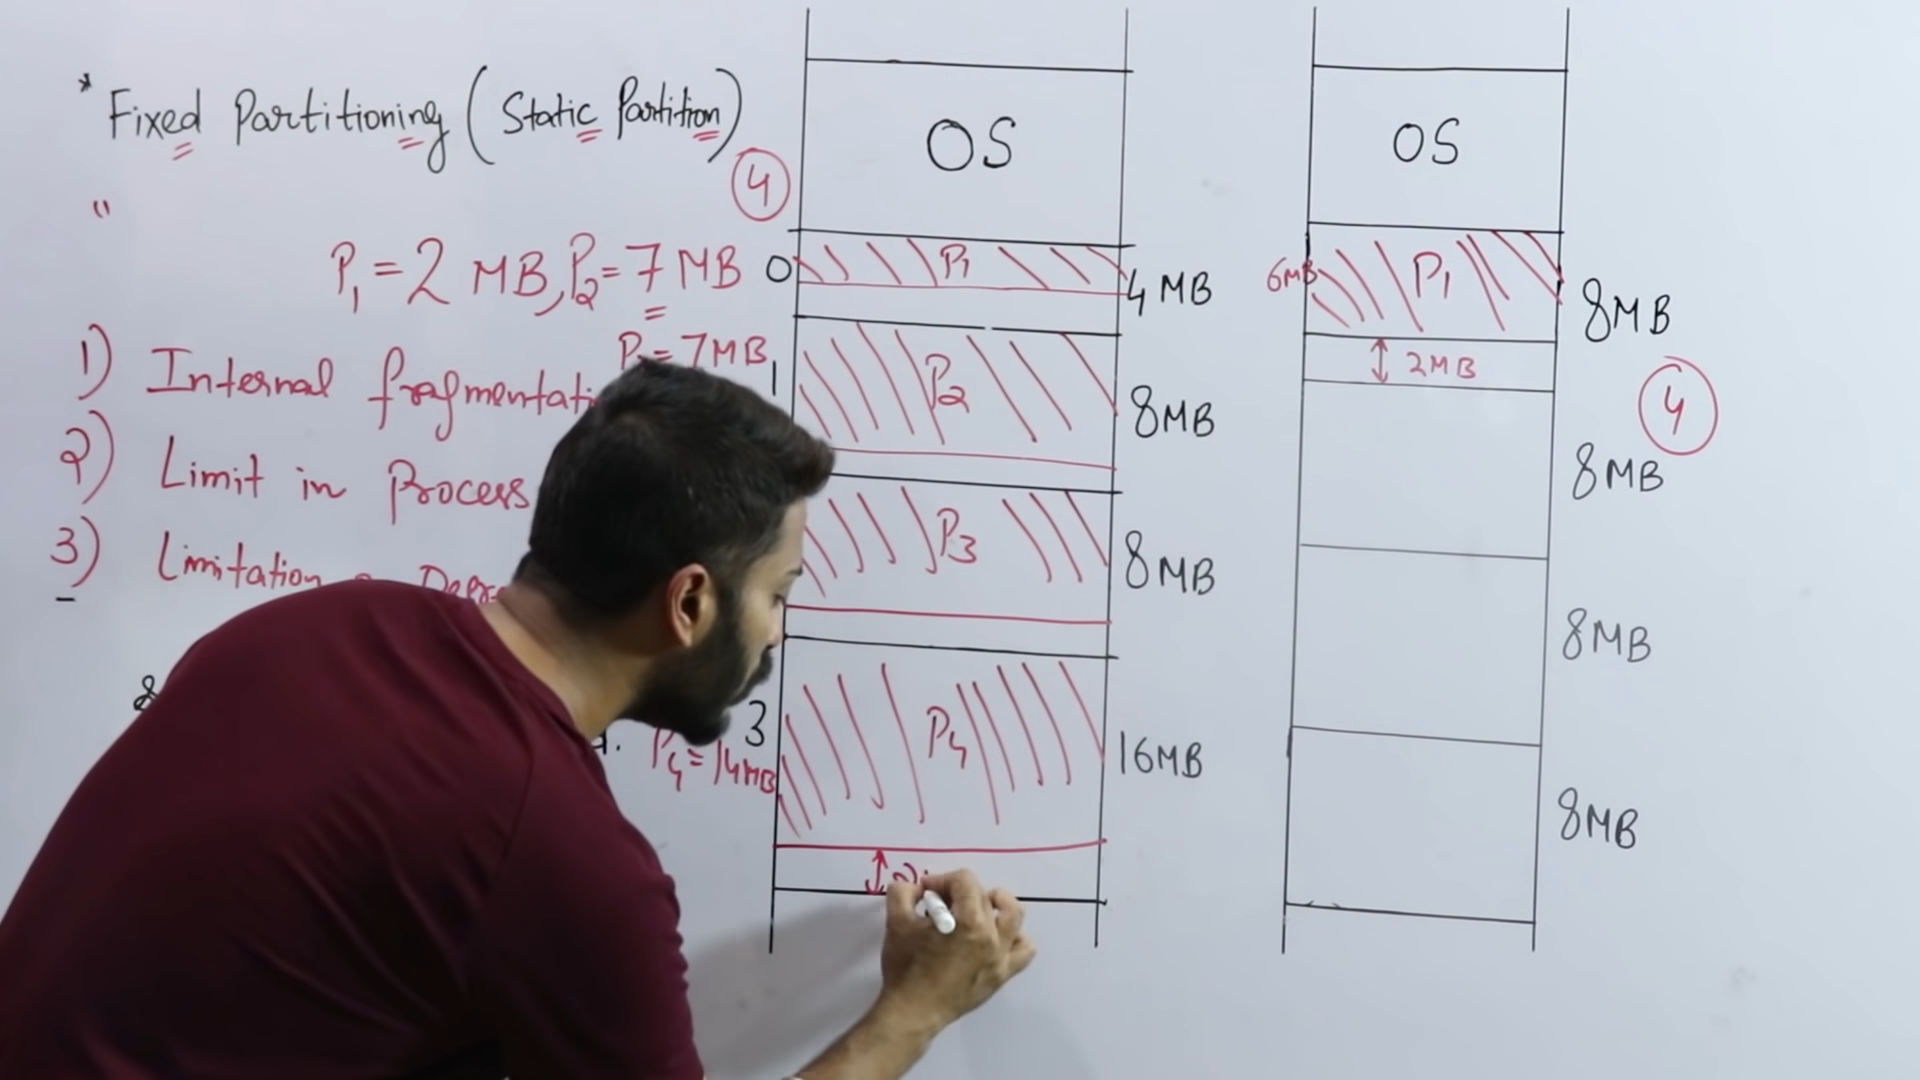 * Fixed Partitioning (Static Partition)
"
P1 = 2 MB, P2 = 7 MB
= 7MB
1) Internal fragmentati
2) Limit in Process
3) Limitation
P4 = 14MB
4
OS
0
P1
4 MB
1
P2
8MB
P3
8MB
3
P4
16MB
OS
6MB
P1
8MB
2MB
4
8MB
8MB
8MB